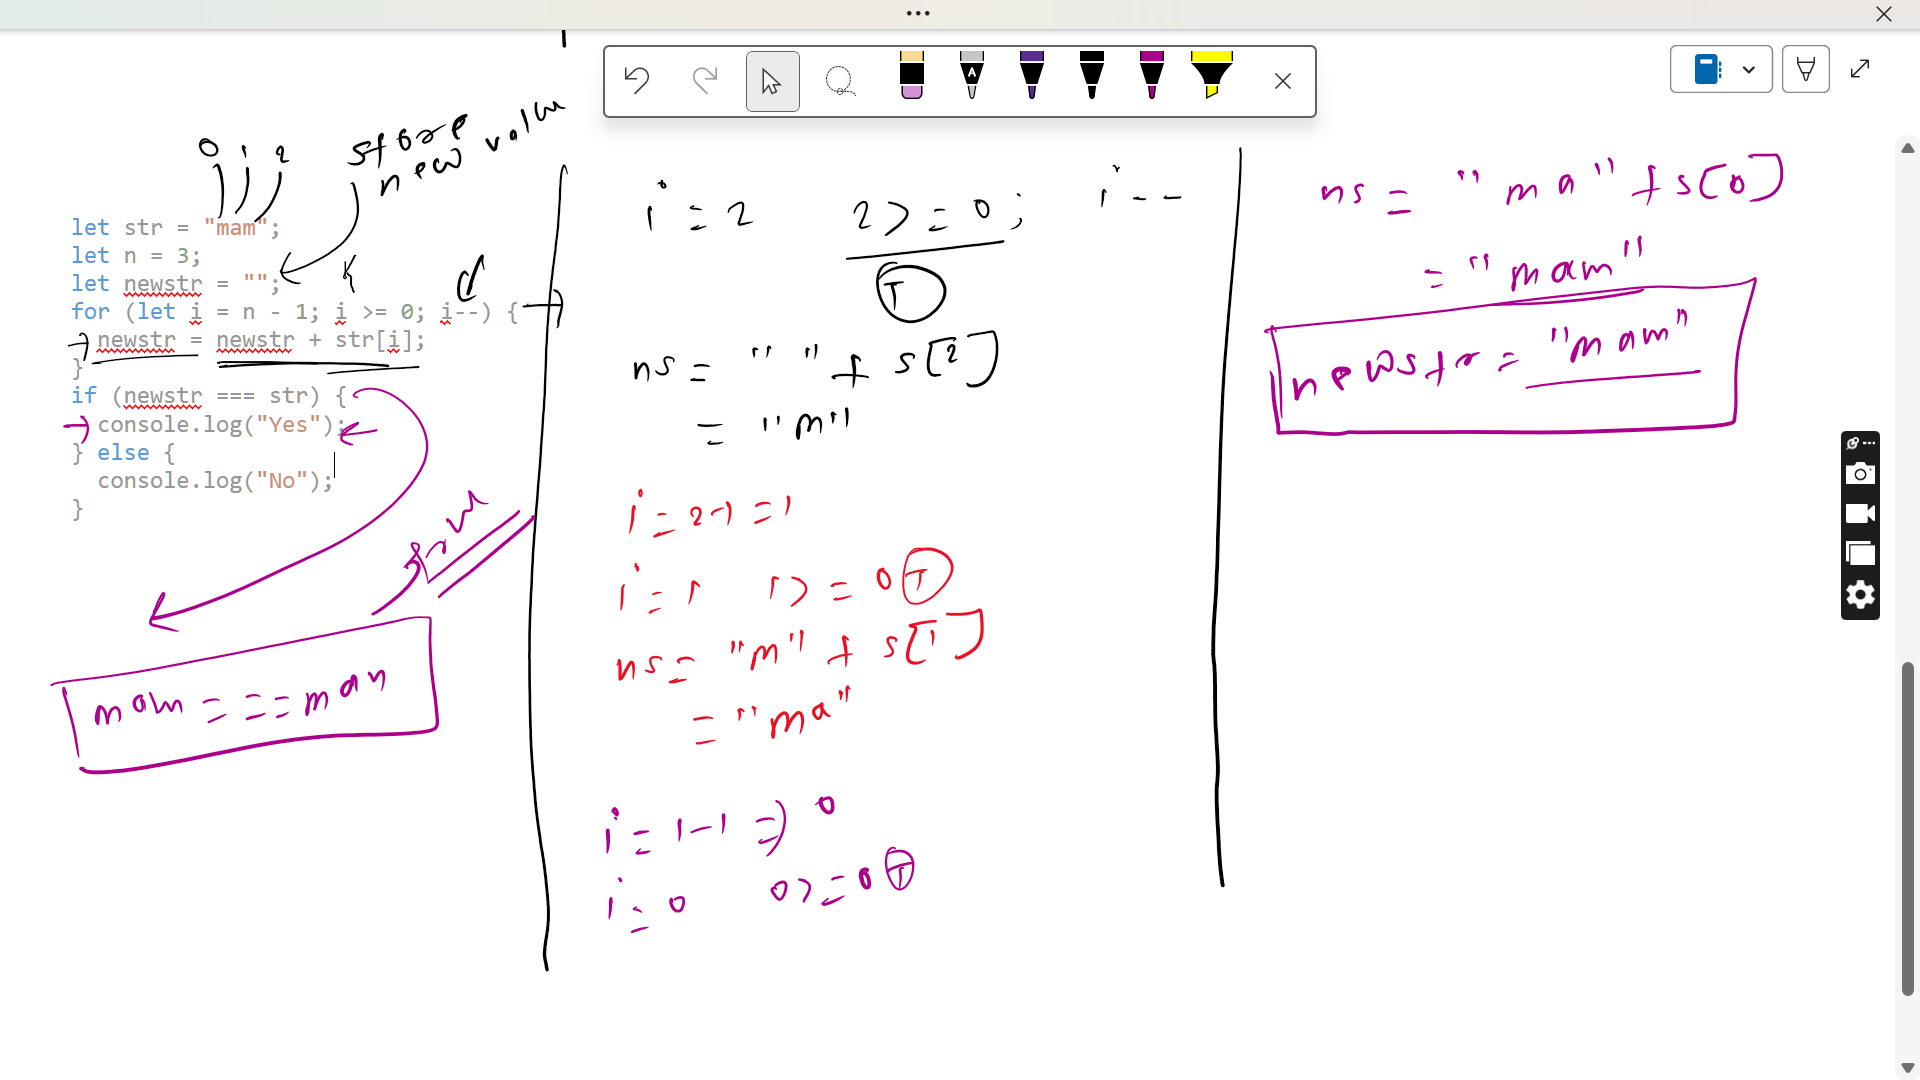 0 1 2
store
new value
let str = "mam";
let n = 3;
let newstr = "";
for (let i = n - 1; i >= 0; i--) {
newstr = newstr + str[i];
}
if (newstr === str) {
console.log("Yes");
} else {
console.log("No");
}
mam = = = mam
i = 2 2 > = 0 ; i - -
T
ns = " " + s[2]
= "m"
i = 2-1 = 1
i = 1 1 > = 0 T
ns = "m" + s[1]
= "ma"
i = 1-1 => 0
i = 0 0 > = 0 T
ns = "ma" + s[0]
= "mam"
newstr = "mam"
A